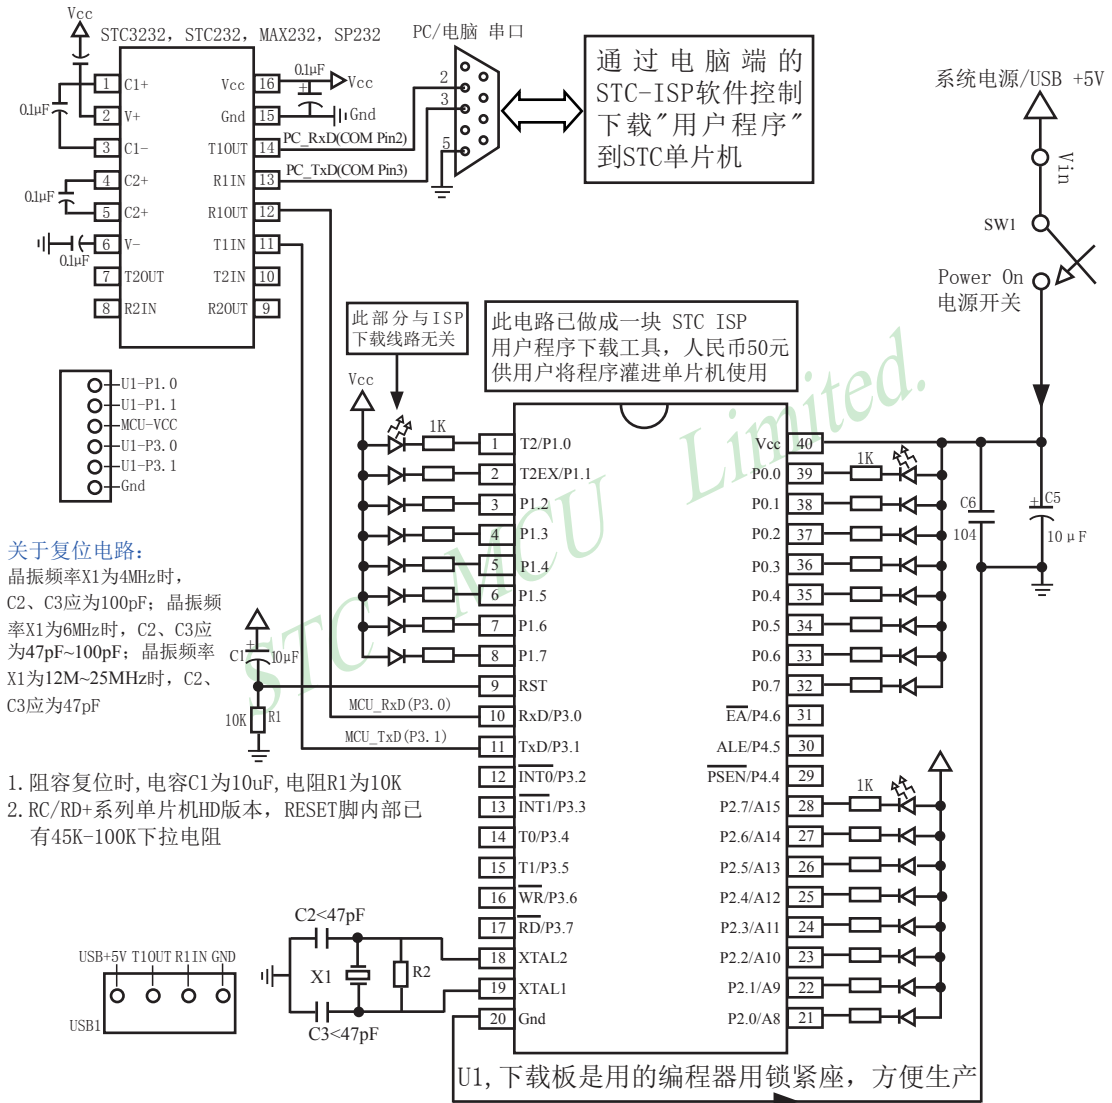 Vcc
STC3232, STC232, MAX232, SP232
PC/电脑 串口
1 C1+
2 V+
3 C1-
4 C2+
5 C2+
6 V-
7 T2OUT
8 R2IN
Vcc 16
Gnd 15
T1OUT 14
R1IN 13
R1OUT 12
T1IN 11
T2IN 10
R2OUT 9
0.1μF
0.1μF
0.1μF
0.1μF
Vcc
Gnd
PC_RxD(COM Pin2)
PC_TxD(COM Pin3)
2
3
5
通过电脑端的
STC-ISP软件控制
下载"用户程序"
到STC单片机
系统电源/USB +5V
Vin
SW1
Power On
电源开关
此部分与ISP
下载线路无关
此电路已做成一块 STC ISP
用户程序下载工具，人民币50元
供用户将程序灌进单片机使用
U1-P1.0
U1-P1.1
MCU-VCC
U1-P3.0
U1-P3.1
Gnd
Vcc
1K
1 T2/P1.0
2 T2EX/P1.1
3 P1.2
4 P1.3
5 P1.4
6 P1.5
7 P1.6
8 P1.7
9 RST
10 RxD/P3.0
11 TxD/P3.1
12 INT0/P3.2
13 INT1/P3.3
14 T0/P3.4
15 T1/P3.5
16 WR/P3.6
17 RD/P3.7
18 XTAL2
19 XTAL1
20 Gnd
Vcc 40
P0.0 39
P0.1 38
P0.2 37
P0.3 36
P0.4 35
P0.5 34
P0.6 33
P0.7 32
EA/P4.6 31
ALE/P4.5 30
PSEN/P4.4 29
P2.7/A15 28
P2.6/A14 27
P2.5/A13 26
P2.4/A12 25
P2.3/A11 24
P2.2/A10 23
P2.1/A9 22
P2.0/A8 21
1K
1K
C6
104
+ C5
10μF
STC MCU Limited.
关于复位电路：
晶振频率X1为4MHz时，
C2、C3应为100pF；晶振频
率X1为6MHz时，C2、C3应
为47pF~100pF；晶振频率
X1为12M~25MHz时，C2、
C3应为47pF
C1
+
10μF
10K
R1
MCU_RxD(P3.0)
MCU_TxD(P3.1)
1.阻容复位时,电容C1为10uF,电阻R1为10K
2.RC/RD+系列单片机HD版本，RESET脚内部已
有45K-100K下拉电阻
C2<47pF
X1
R2
C3<47pF
USB+5V T1OUT R1IN GND
USB1
U1,下载板是用的编程器用锁紧座，方便生产